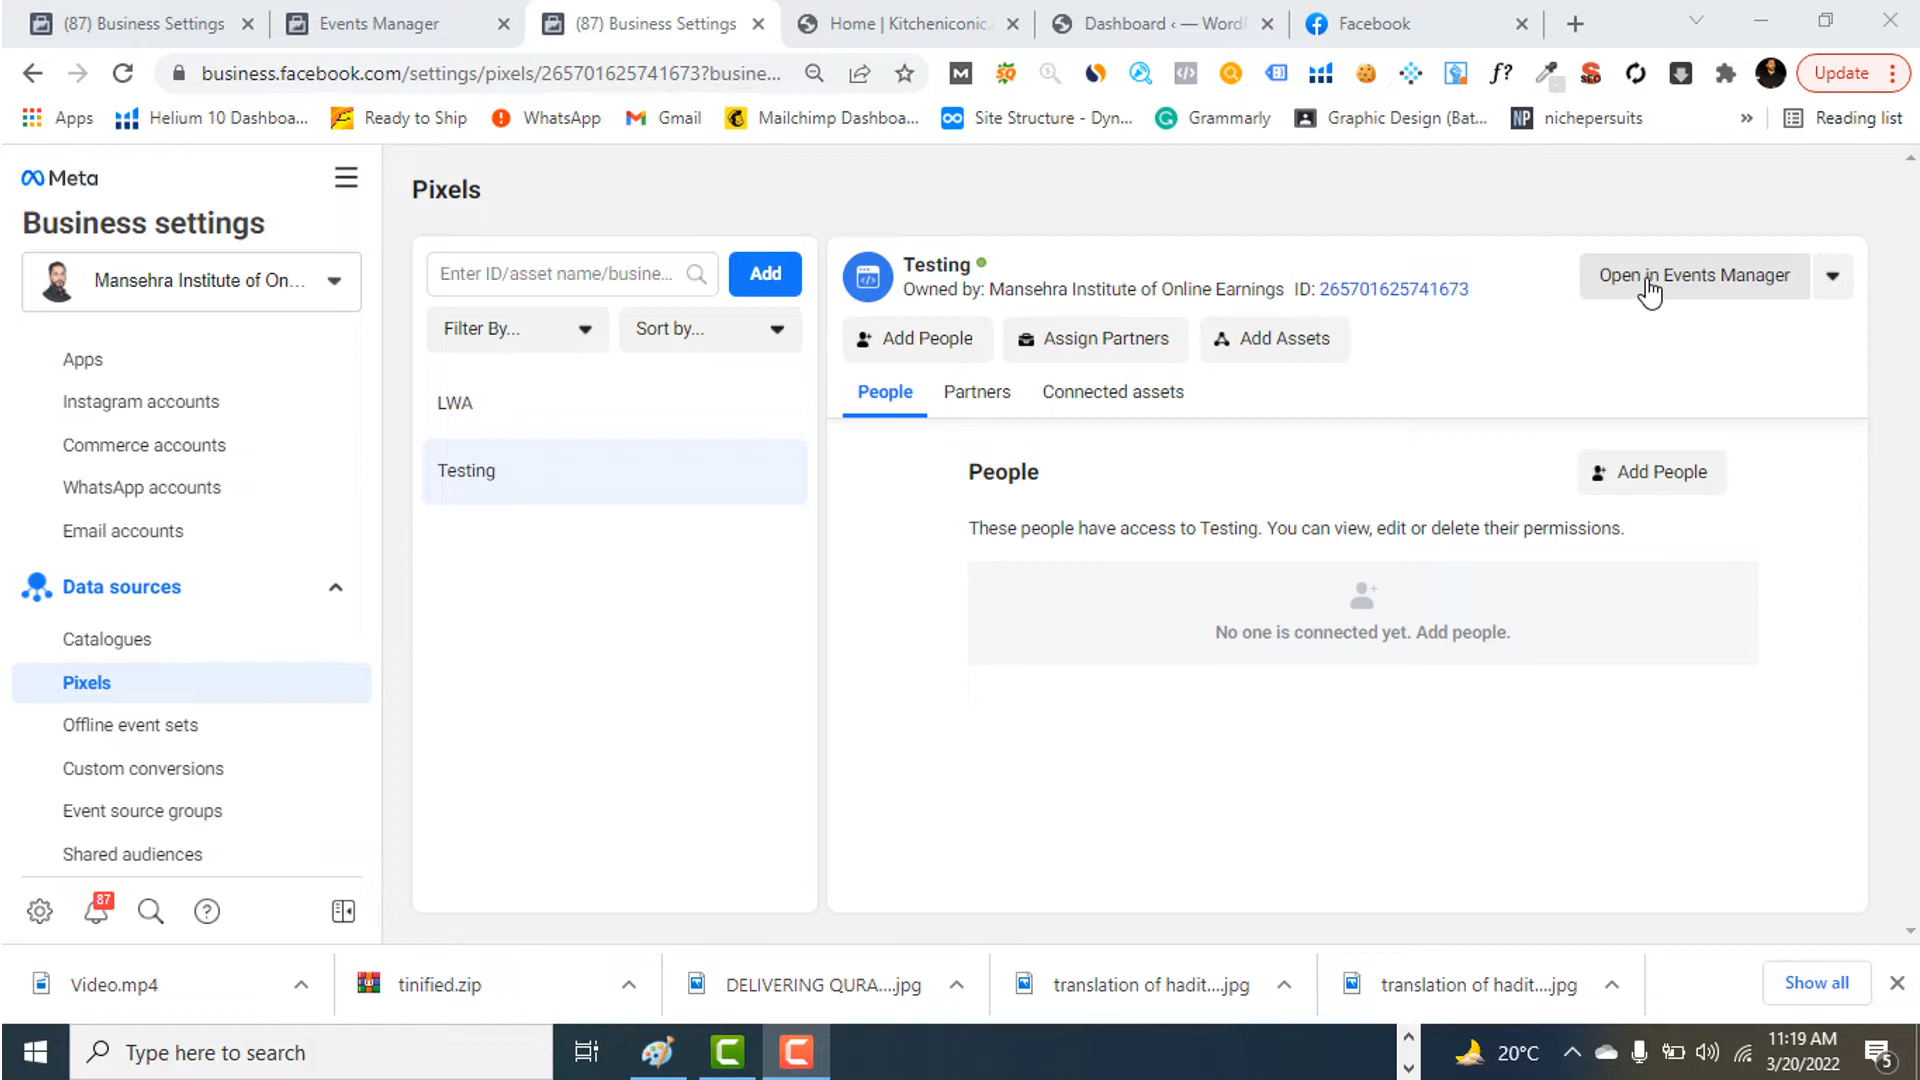 (87) Business Settings
Events Manager
(87) Business Settings
Home | Kitcheniconic.
Dashboard ‹ — Word
Facebook
business.facebook.com/settings/pixels/265701625741673?busine...
Update
Apps
Helium 10 Dashboa...
Ready to Ship
WhatsApp
Gmail
Mailchimp Dashboa...
Site Structure - Dyn...
Grammarly
Graphic Design (Bat...
NP nichepersuits
»
Reading list
Meta
Business settings
Mansehra Institute of On...
Apps
Instagram accounts
Commerce accounts
WhatsApp accounts
Email accounts
Data sources
Catalogues
Pixels
Offline event sets
Custom conversions
Event source groups
Shared audiences
87
Pixels
Enter ID/asset name/busine...
Add
Filter By...
Sort by...
LWA
Testing
Testing
Owned by: Mansehra Institute of Online Earnings ID: 265701625741673
Open in Events Manager
Add People
Assign Partners
Add Assets
People
Partners
Connected assets
People
Add People
These people have access to Testing. You can view, edit or delete their permissions.
No one is connected yet. Add people.
Video.mp4
tinified.zip
DELIVERING QURA....jpg
translation of hadit....jpg
translation of hadit....jpg
Show all
Type here to search
20°C
11:19 AM
3/20/2022
5